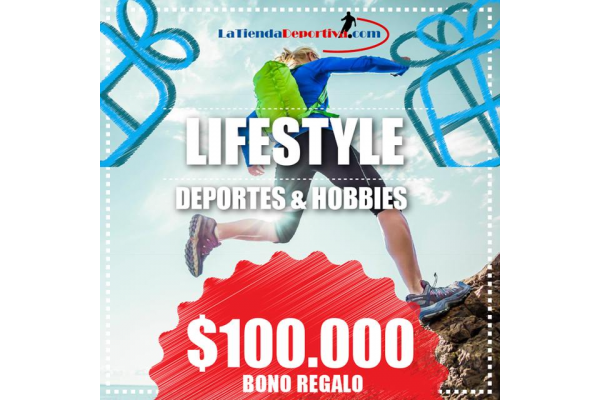 LaTiendaDeportiva.com
LIFESTYLE
DEPORTES & HOBBIES
$100.000
BONO REGALO